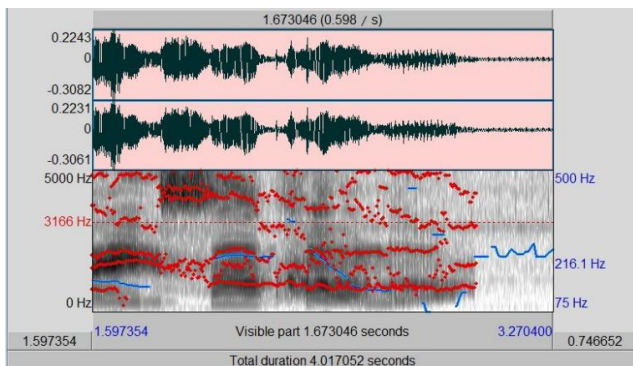 1.673046 (0.598 / s)
0.2243
0
-0.3082
0.2231
0
-0.3061
5000 Hz 500 Hz
3166 Hz
216.1 Hz
0 Hz 75 Hz
1.597354 Visible part 1.673046 seconds 3.270400
1.597354 0.746652
Total duration 4.017052 seconds